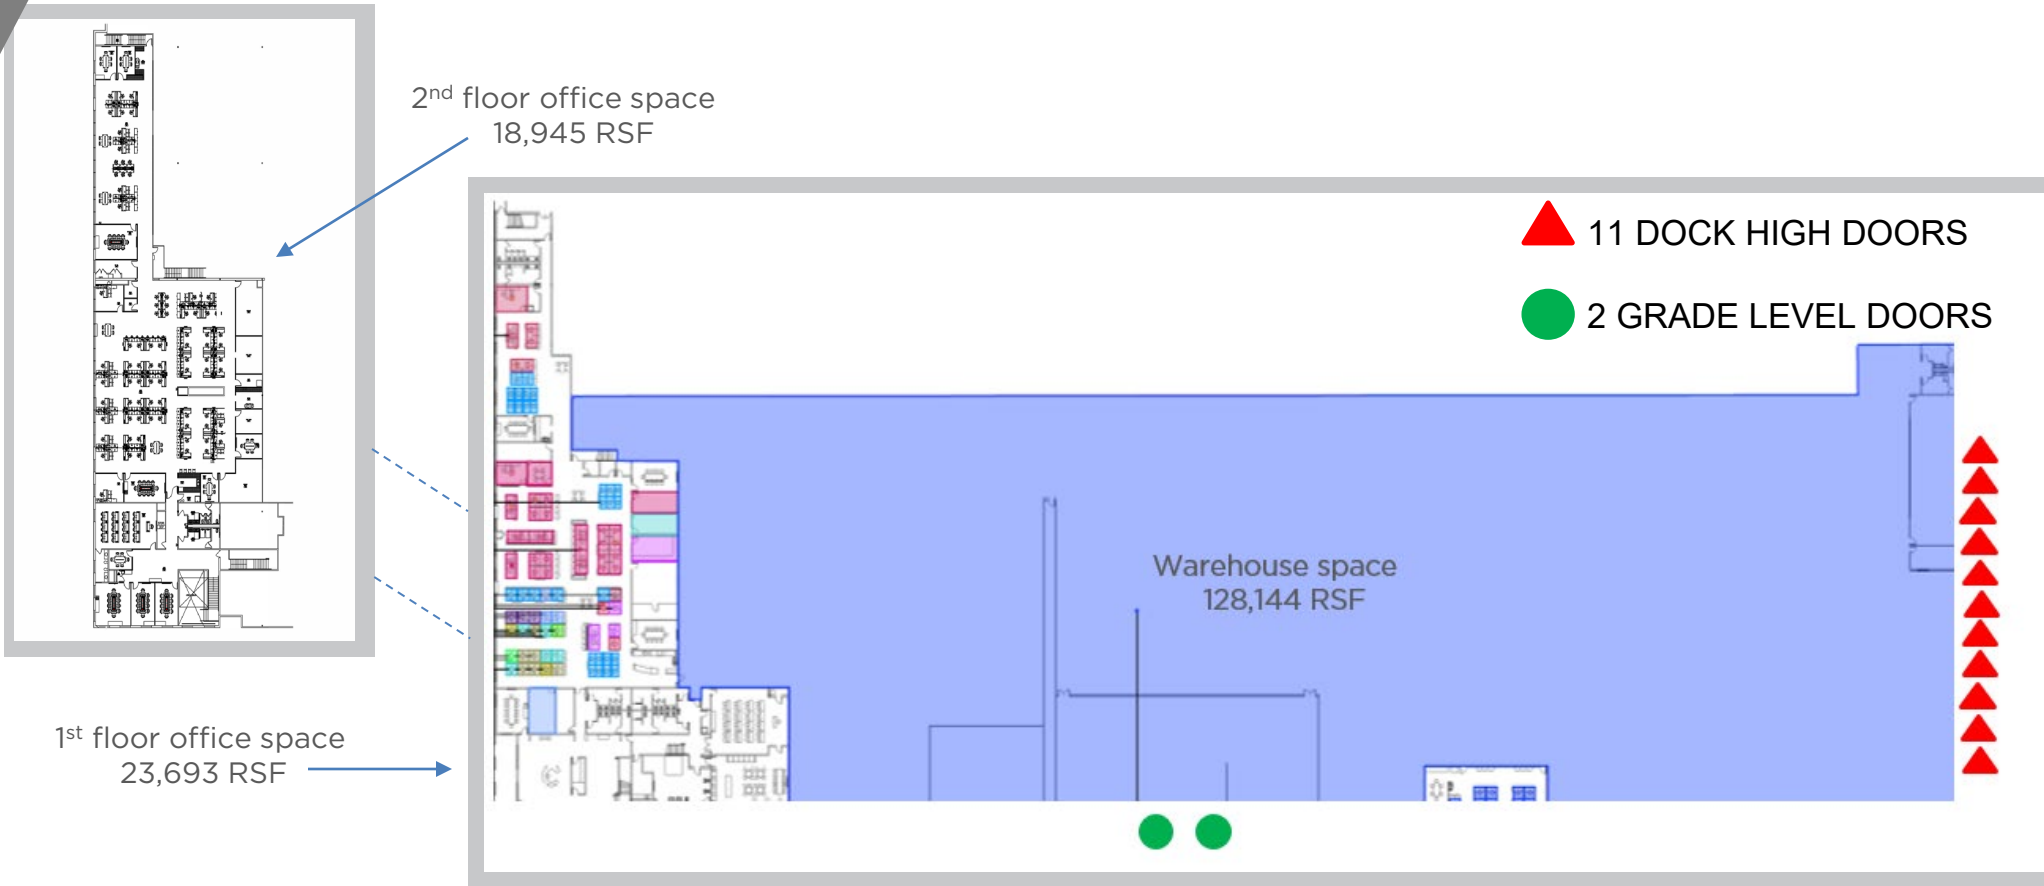 2nd floor office space
18,945 RSF
11 DOCK HIGH DOORS
2 GRADE LEVEL DOORS
Warehouse space
128,144 RSF
1st floor office space
23,693 RSF